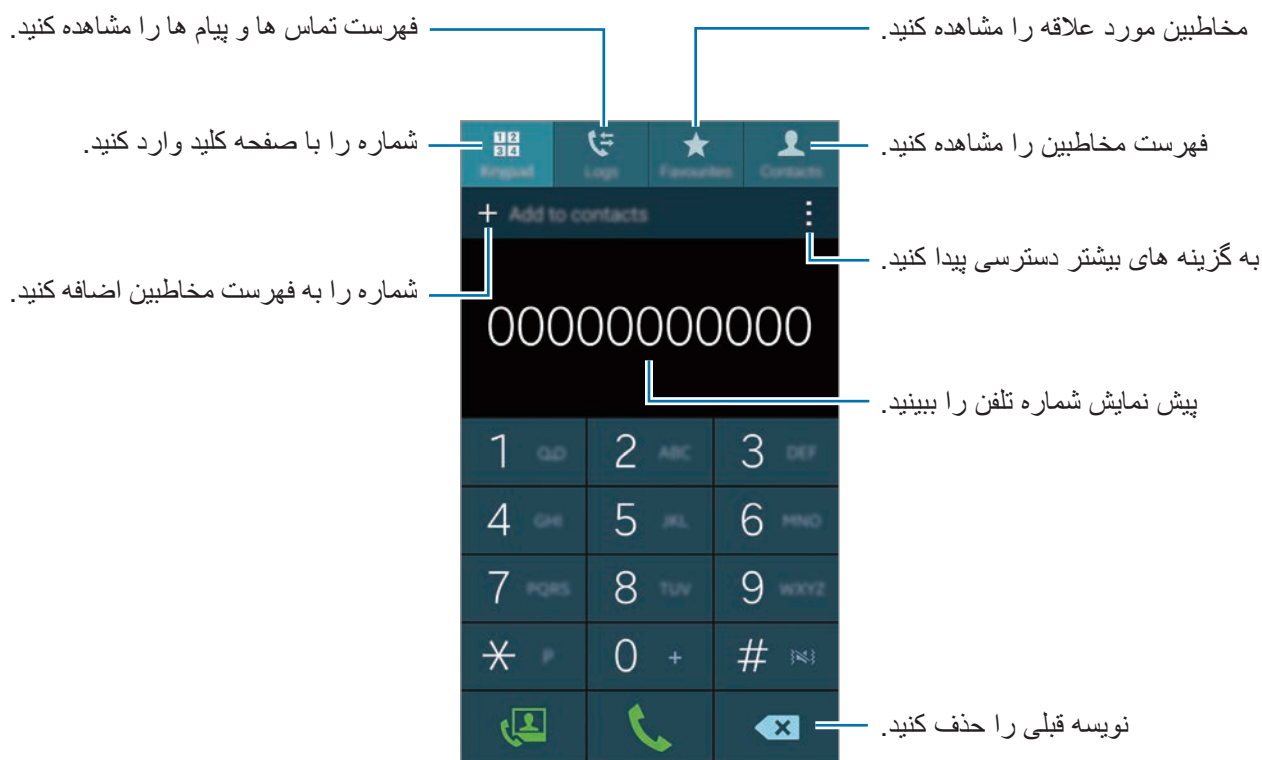 فهرست تماس ها و پیام ها را مشاهده کنید.
مخاطبین مورد علاقه را مشاهده کنید.
شماره را با صفحه کلید وارد کنید.
فهرست مخاطبین را مشاهده کنید.
1 2
3 4
Keypad
Logs
Favourites
Contacts
+ Add to contacts
به گزینه های بیشتر دسترسی پیدا کنید.
شماره را به فهرست مخاطبین اضافه کنید.
00000000000
پیش نمایش شماره تلفن را ببینید.
1
2 ABC
3 DEF
4 GHI
5 JKL
6 MNO
7 PQRS
8 TUV
9 WXYZ
* P
0 +
#
نویسه قبلی را حذف کنید.